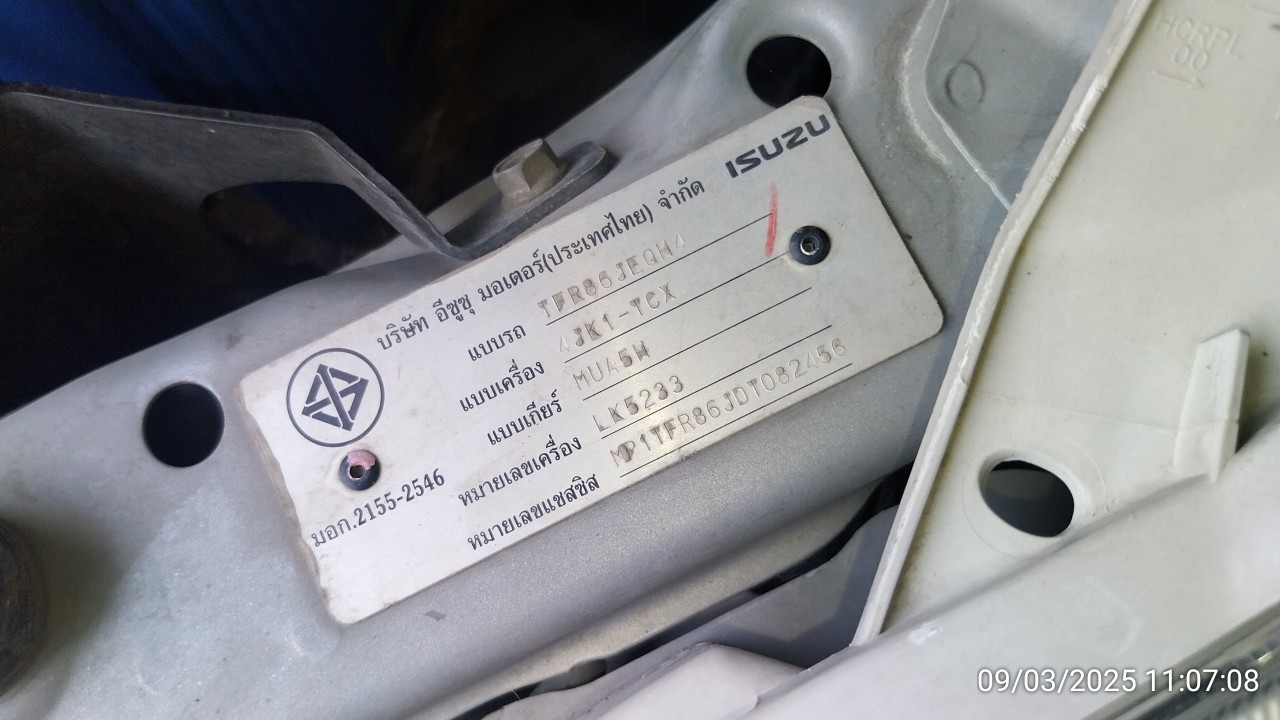 ISUZU
บริษัท อีซูซุ มอเตอร์(ประเทศไทย) จำกัด
แบบรถ TFR86JEQH4
แบบเครื่อง 4JK1-TCX
แบบเกียร์ MUA5W
หมายเลขเครื่อง LK5233
หมายเลขแชสซิส MP1TFR86JDT082456
มอก.2155-2546
HCRPL
00
09/03/2025 11:07:08